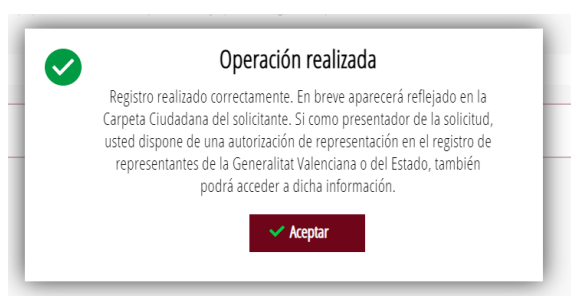 Operación realizada
Registro realizado correctamente. En breve aparecerá reflejado en la
Carpeta Ciudadana del solicitante. Si como presentador de la solicitud,
usted dispone de una autorización de representación en el registro de
representantes de la Generalitat Valenciana o del Estado, también
podrá acceder a dicha información.
Aceptar